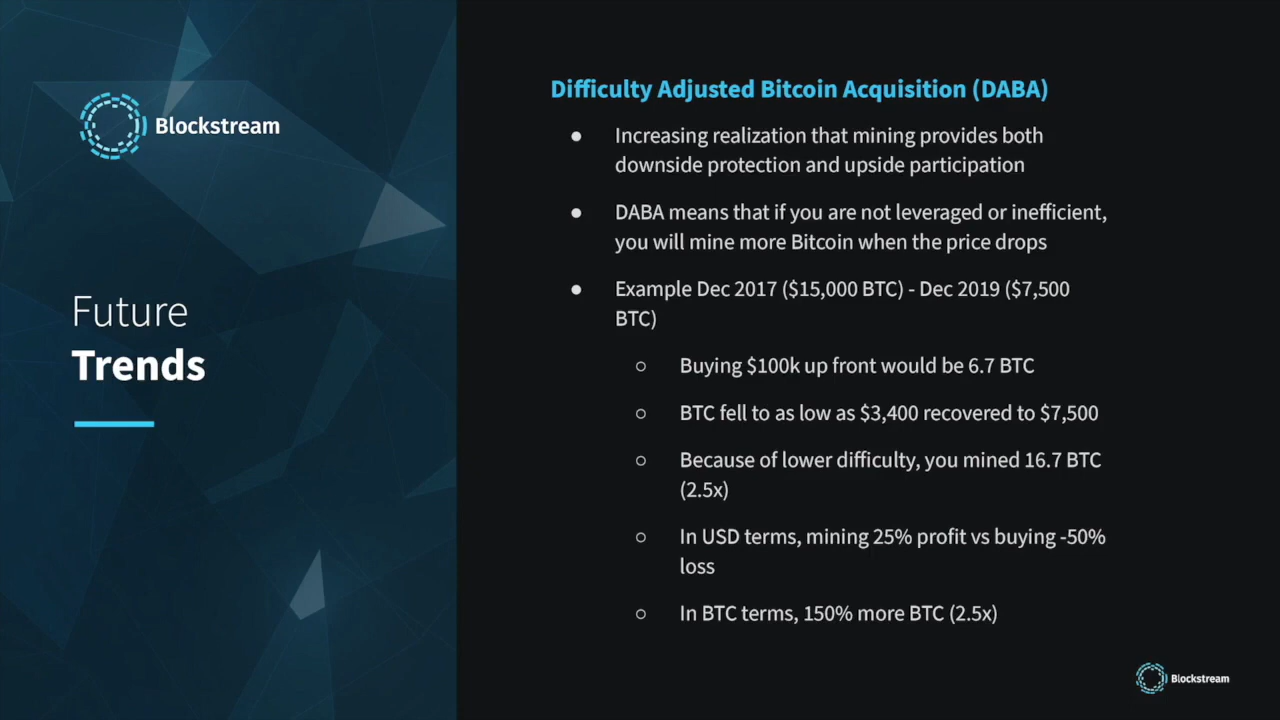 Blockstream
Future
Trends
Difficulty Adjusted Bitcoin Acquisition (DABA)
● Increasing realization that mining provides both
downside protection and upside participation
● DABA means that if you are not leveraged or inefficient,
you will mine more Bitcoin when the price drops
● Example Dec 2017 ($15,000 BTC) - Dec 2019 ($7,500
BTC)
○ Buying $100k up front would be 6.7 BTC
○ BTC fell to as low as $3,400 recovered to $7,500
○ Because of lower difficulty, you mined 16.7 BTC
(2.5x)
○ In USD terms, mining 25% profit vs buying -50%
loss
○ In BTC terms, 150% more BTC (2.5x)
Blockstream